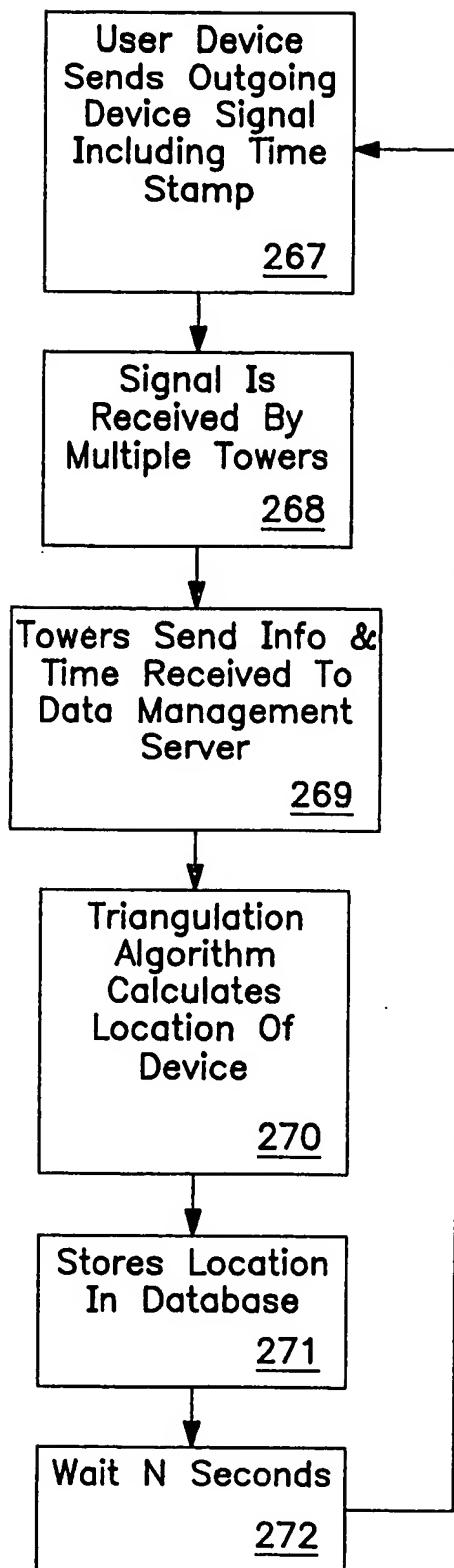 User Device
Sends Outgoing
Device Signal
Including Time
Stamp
267
Signal Is
Received By
Multiple Towers
268
Towers Send Info &
Time Received To
Data Management
Server
269
Triangulation
Algorithm
Calculates
Location Of
Device
270
Stores Location
In Database
271
Wait N Seconds
272